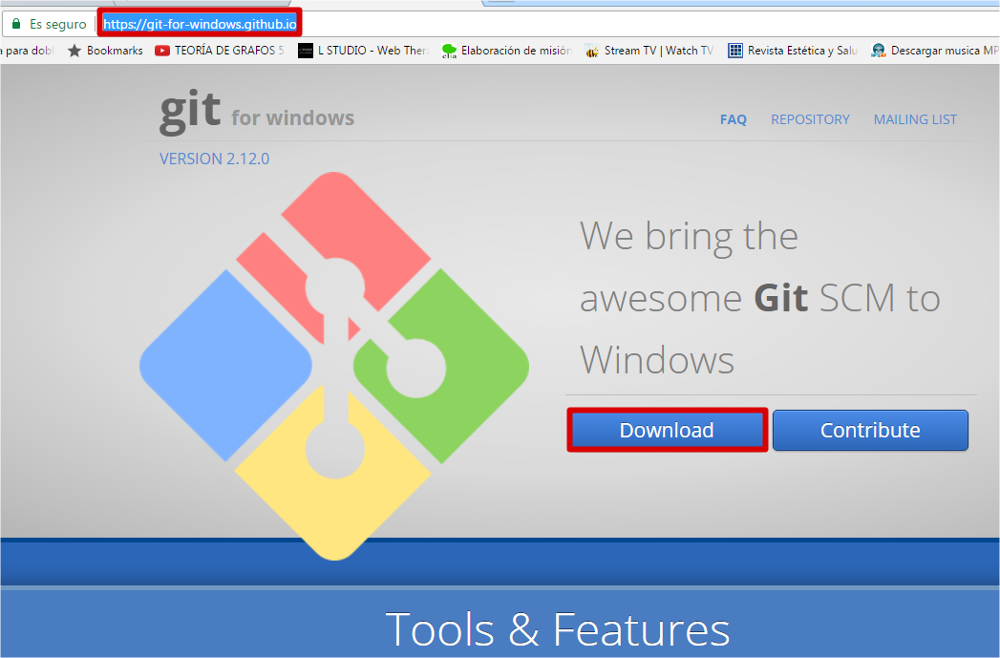 Es seguro https://git-for-windows.github.io
a para dobl Bookmarks TEORÍA DE GRAFOS 5 L STUDIO - Web Thera Elaboración de misión Stream TV | Watch TV Revista Estética y Salu Descargar musica MP
git for windows
FAQ REPOSITORY MAILING LIST
VERSION 2.12.0
We bring the
awesome Git SCM to
Windows
Download Contribute
Tools & Features